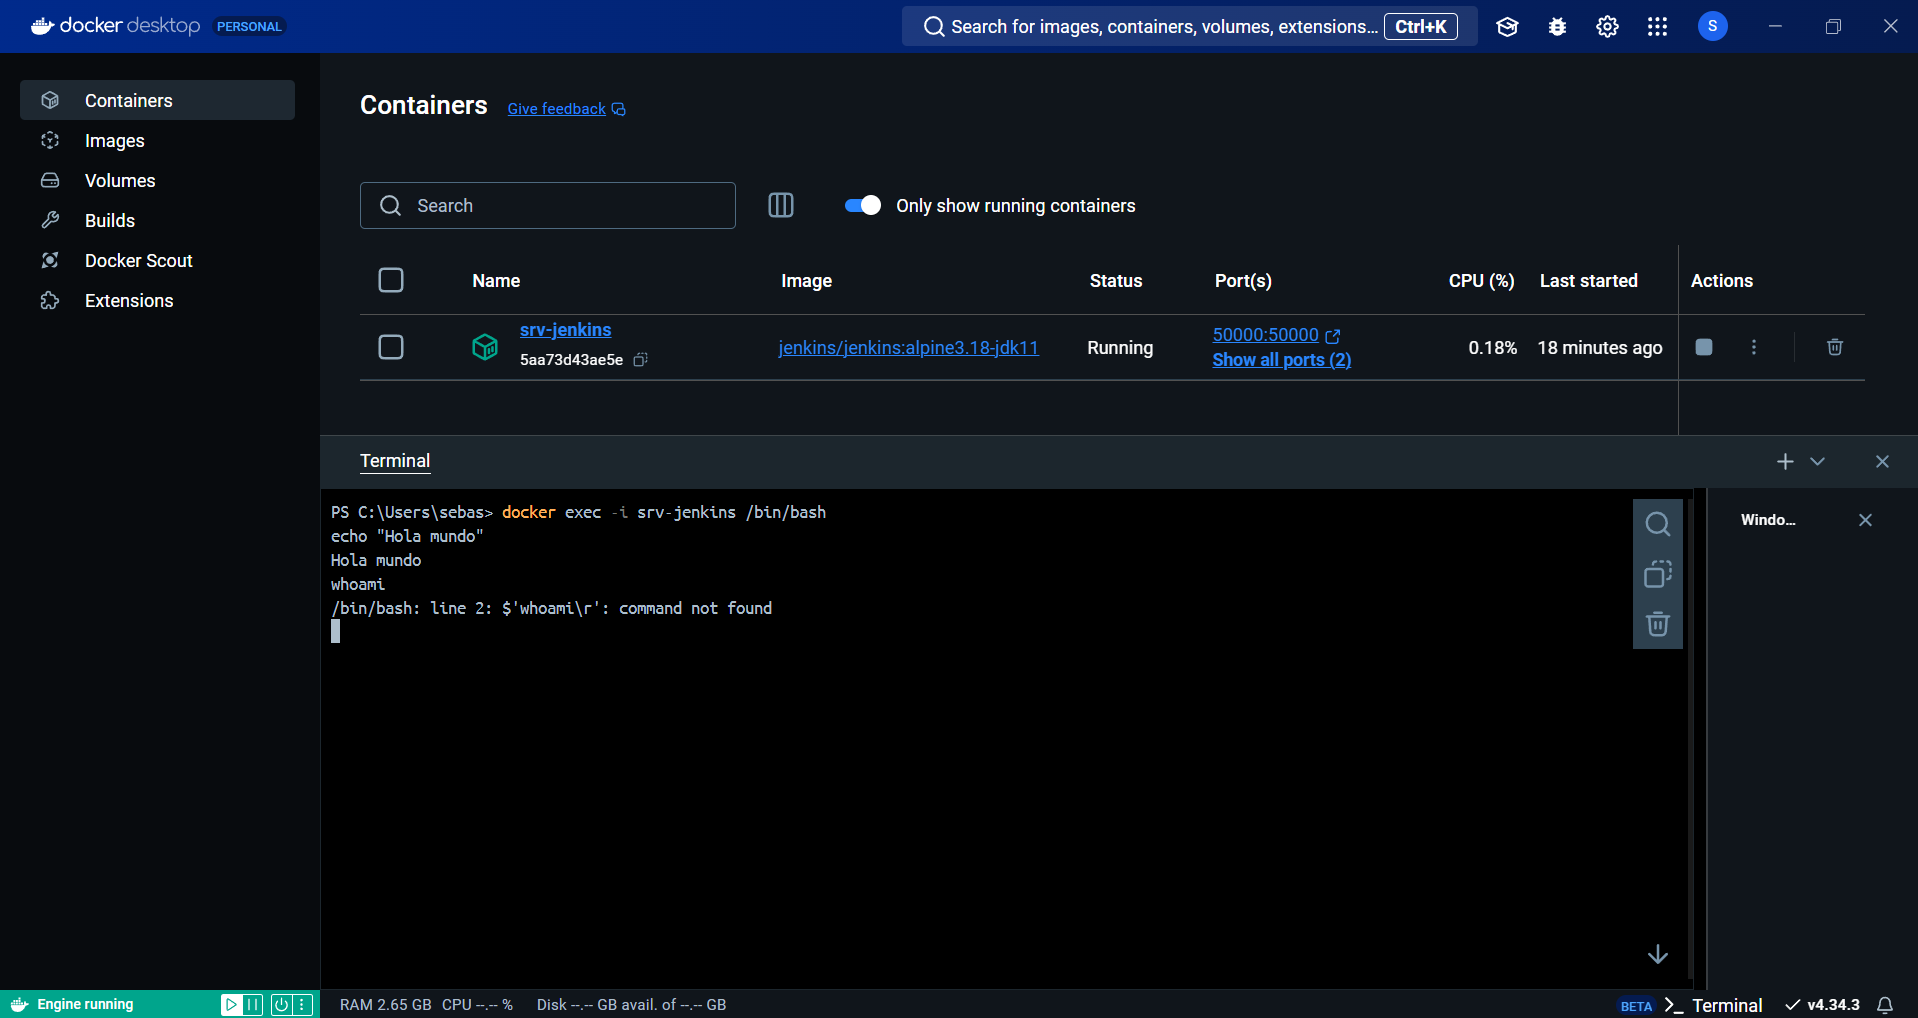 docker desktop PERSONAL
Search for images, containers, volumes, extensions... Ctrl+K
S
Containers
Images
Volumes
Builds
Docker Scout
Extensions
Containers Give feedback
Search
Only show running containers
Name Image Status Port(s) CPU (%) Last started Actions
srv-jenkins
5aa73d43ae5e
jenkins/jenkins:alpine3.18-jdk11
Running
50000:50000
Show all ports (2)
0.18%
18 minutes ago
Terminal
PS C:\Users\sebas> docker exec -i srv-jenkins /bin/bash
echo "Hola mundo"
Hola mundo
whoami
/bin/bash: line 2: $'whoami\r': command not found
Windo...
Engine running
RAM 2.65 GB CPU --.-- % Disk --.-- GB avail. of --.-- GB
BETA >_ Terminal v4.34.3